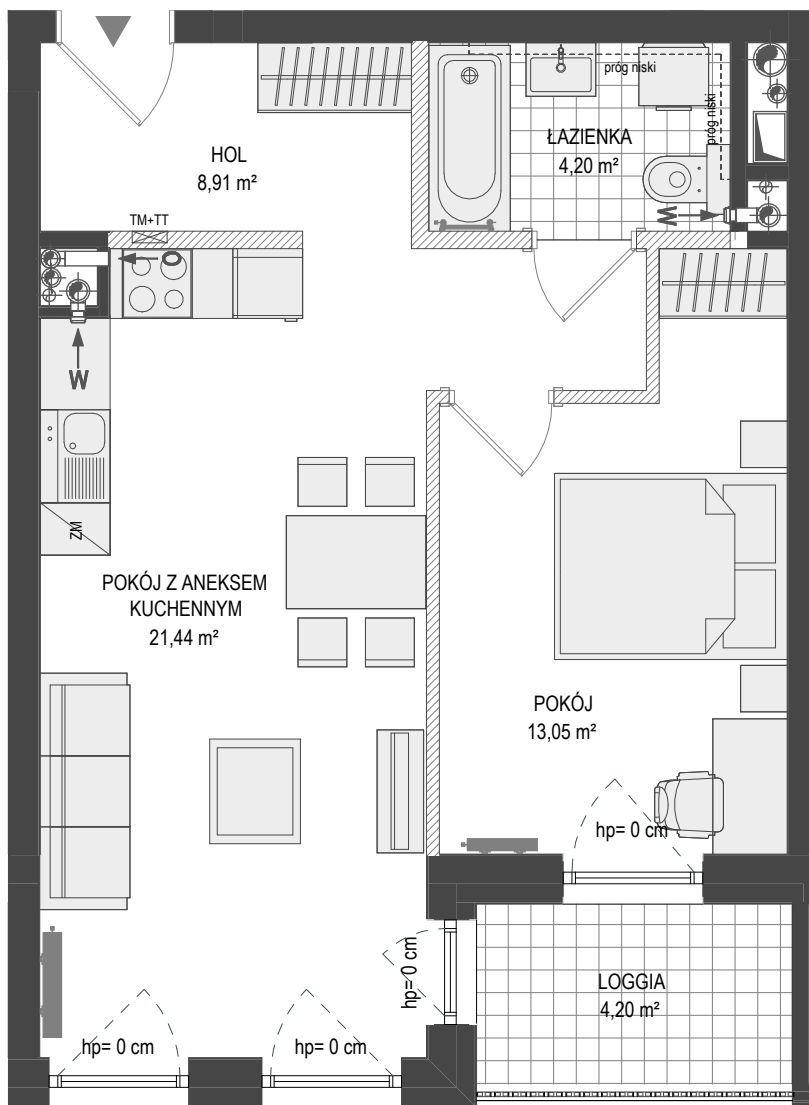 próg niski
próg niski
ŁAZIENKA
4,20 m²
HOL
8,91 m²
TM+TT
W
W
ZM
POKÓJ Z ANEKSEM
KUCHENNYM
21,44 m²
POKÓJ
13,05 m²
hp= 0 cm
hp= 0 cm
LOGGIA
4,20 m²
hp= 0 cm
hp= 0 cm